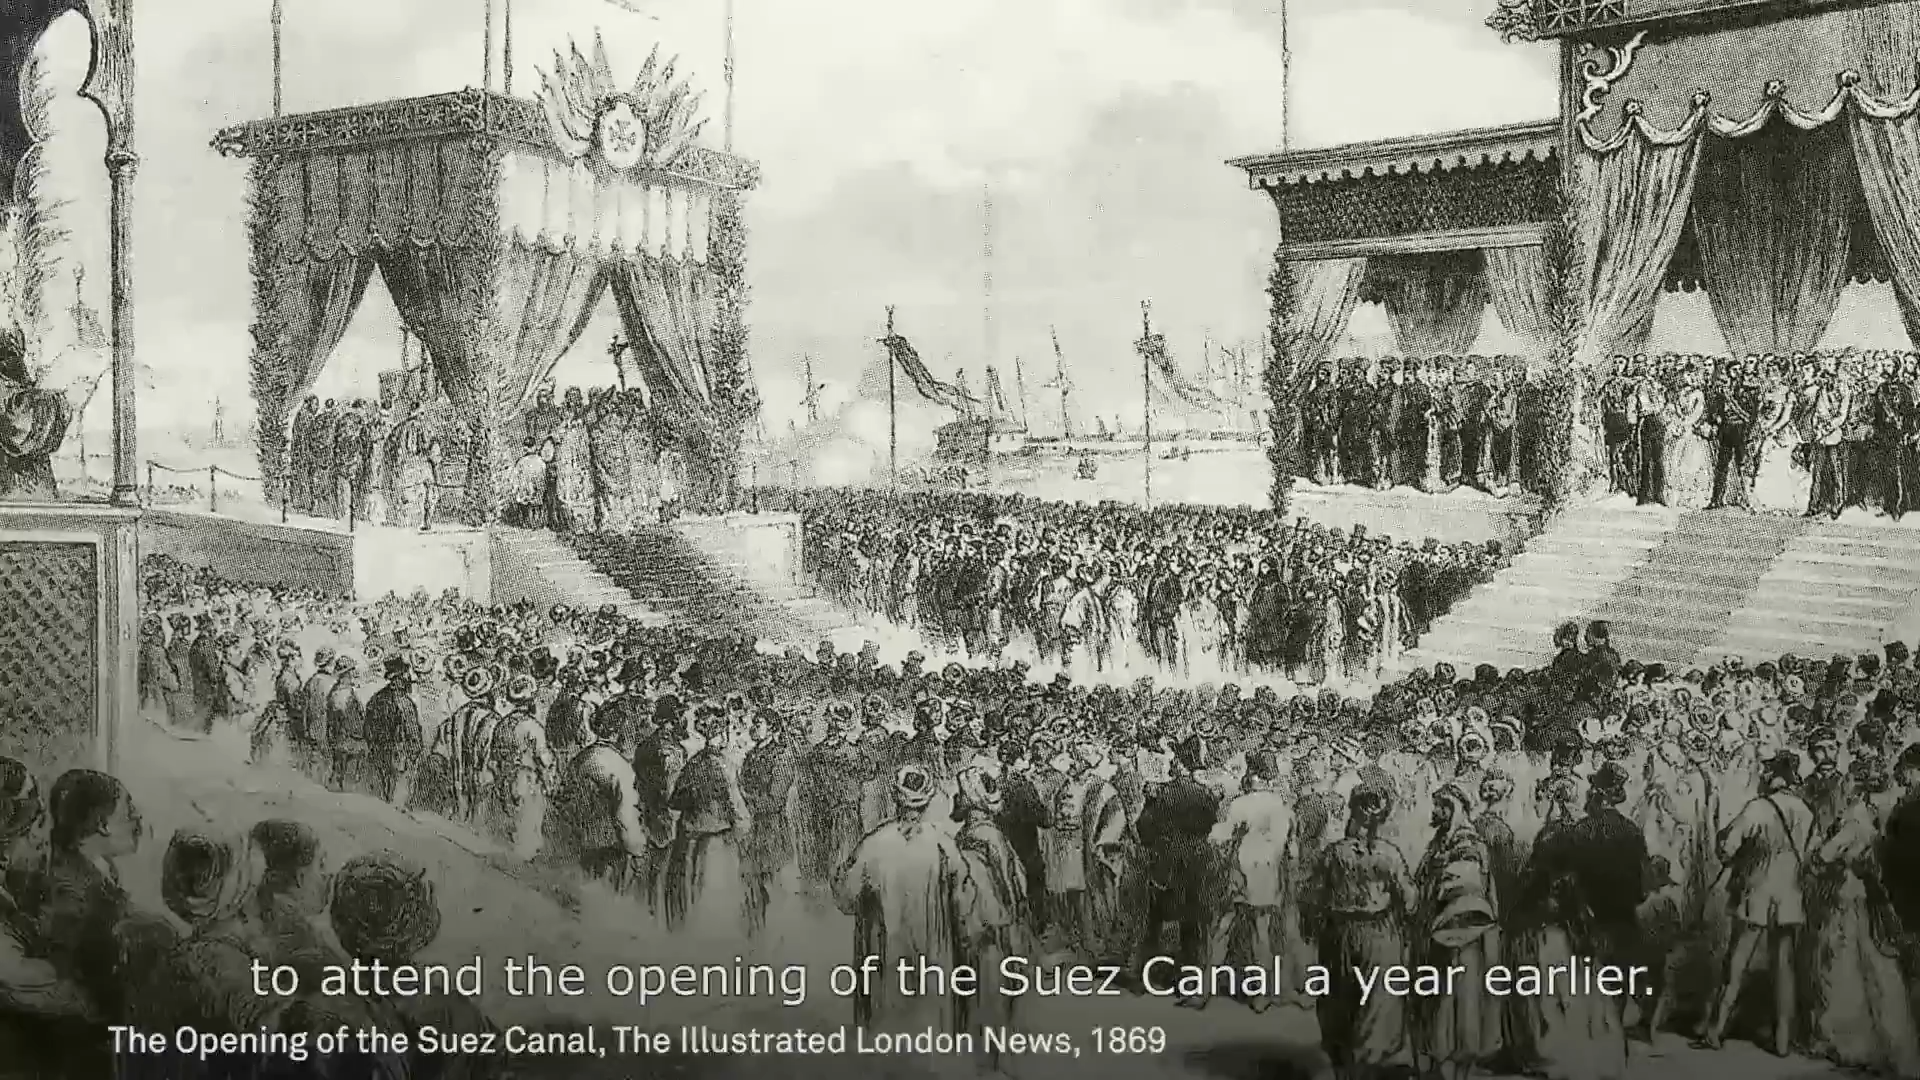 to attend the opening of the Suez Canal a year earlier.
The Opening of the Suez Canal, The Illustrated London News, 1869